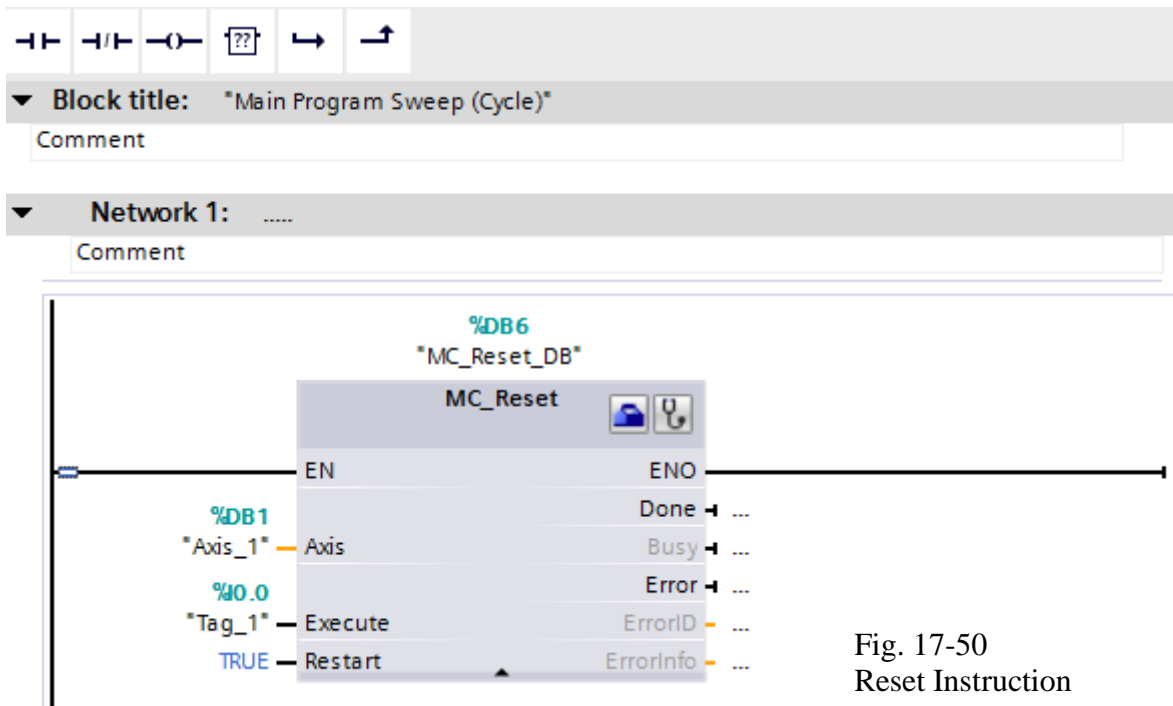 ??
Block title: "Main Program Sweep (Cycle)"
Comment
Network 1: .....
Comment
%DB6
"MC_Reset_DB"
MC_Reset
EN ENO
%DB1
"Axis_1" Axis
Done ...
Busy ...
%I0.0
"Tag_1" Execute
Error ...
ErrorID ...
TRUE Restart
ErrorInfo ...
Fig. 17-50
Reset Instruction